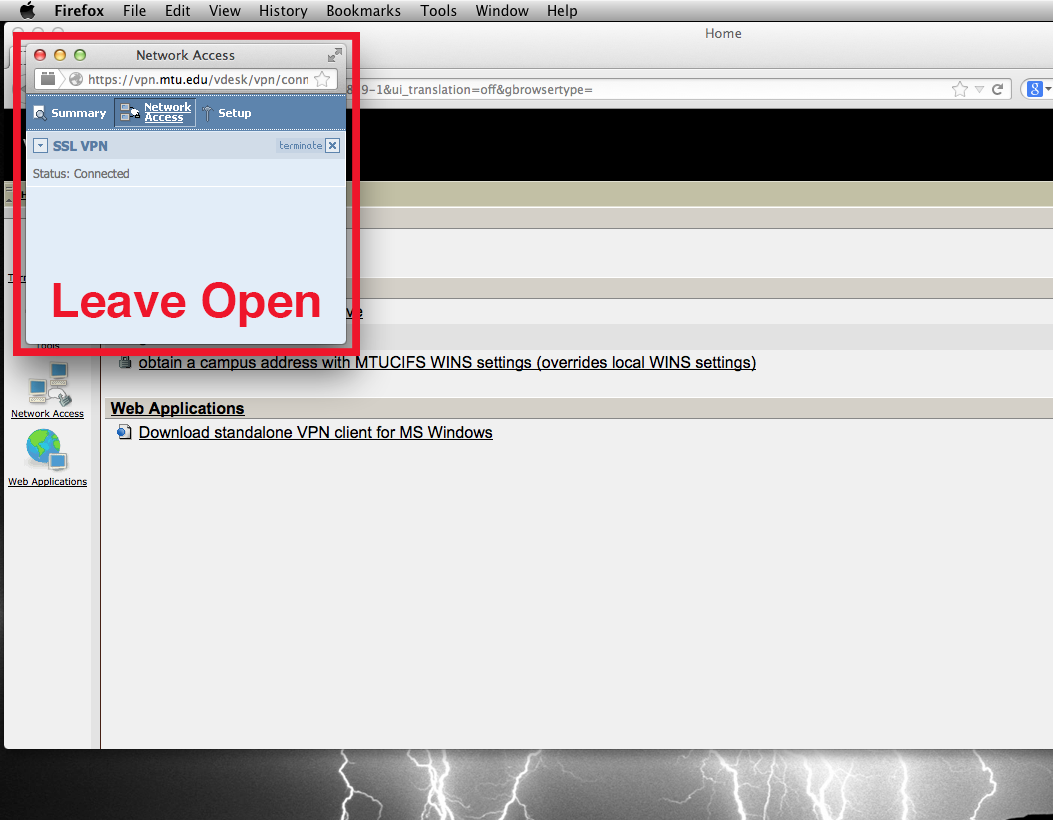 Firefox File Edit View History Bookmarks Tools Window Help
Home
Network Access
https://vpn.mtu.edu/vdesk/vpn/conn
9-1&ui_translation=off&gbrowsertype=
8
Summary
Network Access
Setup
SSL VPN
terminate
Status: Connected
Leave Open
Tools
obtain a campus address with MTUCIFS WINS settings (overrides local WINS settings)
Network Access
Web Applications
Download standalone VPN client for MS Windows
Web Applications